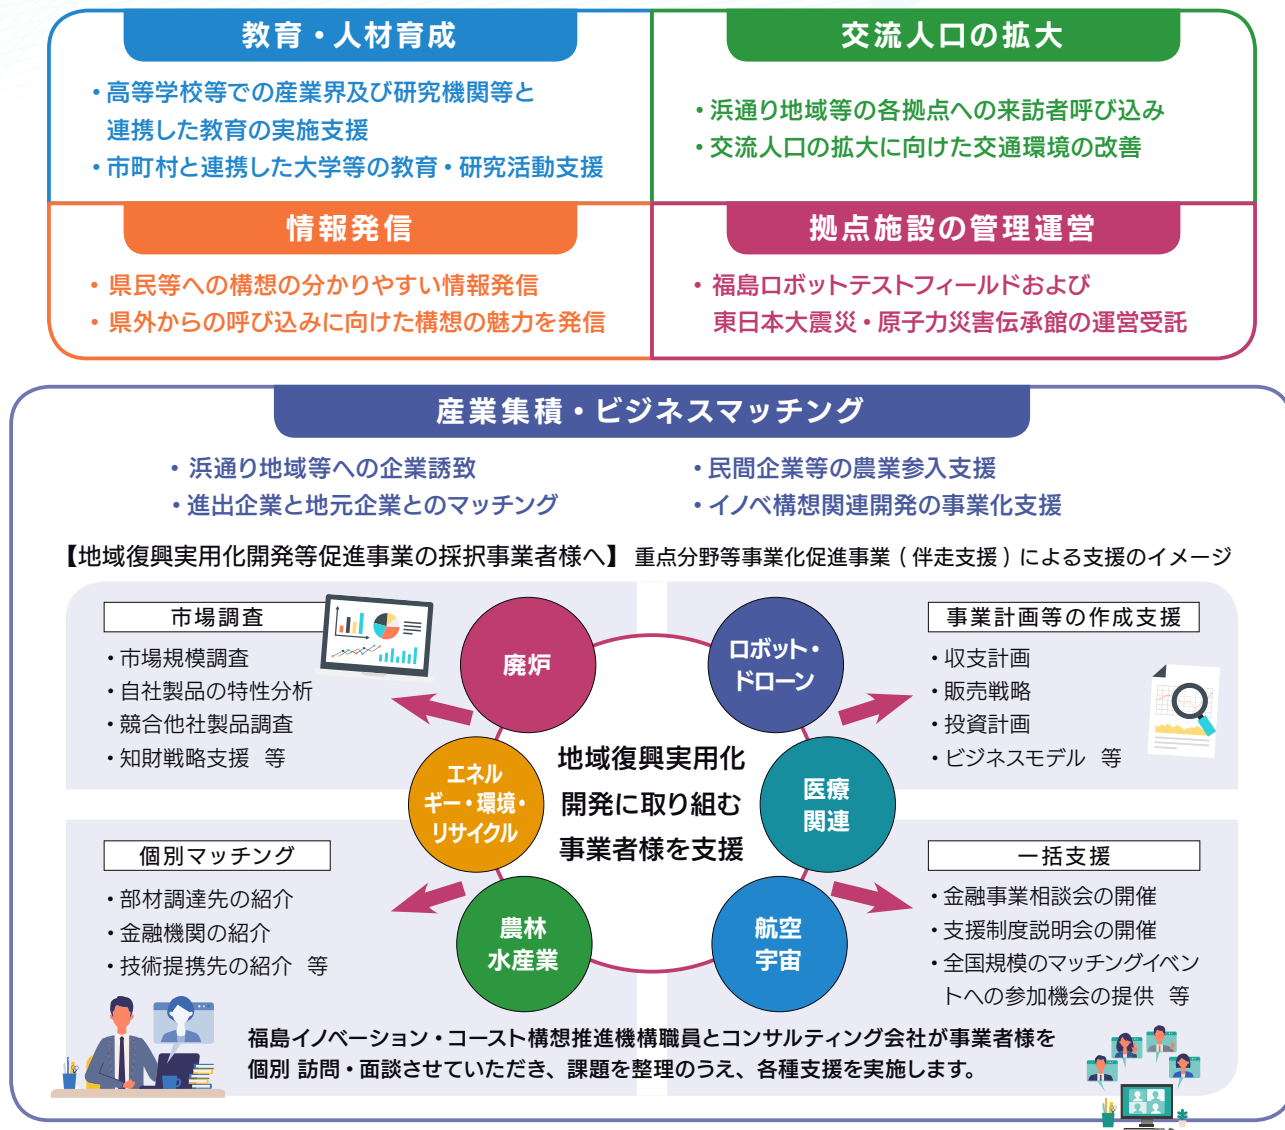 教育・人材育成
・高等学校等での産業界及び研究機関等と
連携した教育の実施支援
・市町村と連携した大学等の教育・研究活動支援
交流人口の拡大
・浜通り地域等の各拠点への来訪者呼び込み
・交流人口の拡大に向けた交通環境の改善
情報発信
・県民等への構想の分かりやすい情報発信
・県外からの呼び込みに向けた構想の魅力を発信
拠点施設の管理運営
・福島ロボットテストフィールドおよび
東日本大震災・原子力災害伝承館の運営受託
産業集積・ビジネスマッチング
・浜通り地域等への企業誘致
・進出企業と地元企業とのマッチング
・民間企業等の農業参入支援
・イノベ構想関連開発の事業化支援
【地域復興実用化開発等促進事業の採択事業者様へ】 重点分野等事業化促進事業(伴走支援)による支援のイメージ
市場調査
・市場規模調査
・自社製品の特性分析
・競合他社製品調査
・知財戦略支援 等
廃炉
ロボット・
ドローン
事業計画等の作成支援
・収支計画
・販売戦略
・投資計画
・ビジネスモデル 等
エネル
ギー・環境・
リサイクル
地域復興実用化
開発に取り組む
事業者様を支援
医療
関連
個別マッチング
・部材調達先の紹介
・金融機関の紹介
・技術提携先の紹介 等
農林
水産業
航空
宇宙
一括支援
・金融事業相談会の開催
・支援制度説明会の開催
・全国規模のマッチングイベン
トへの参加機会の提供 等
福島イノベーション・コースト構想推進機構職員とコンサルティング会社が事業者様を
個別 訪問・面談させていただき、課題を整理のうえ、各種支援を実施します。